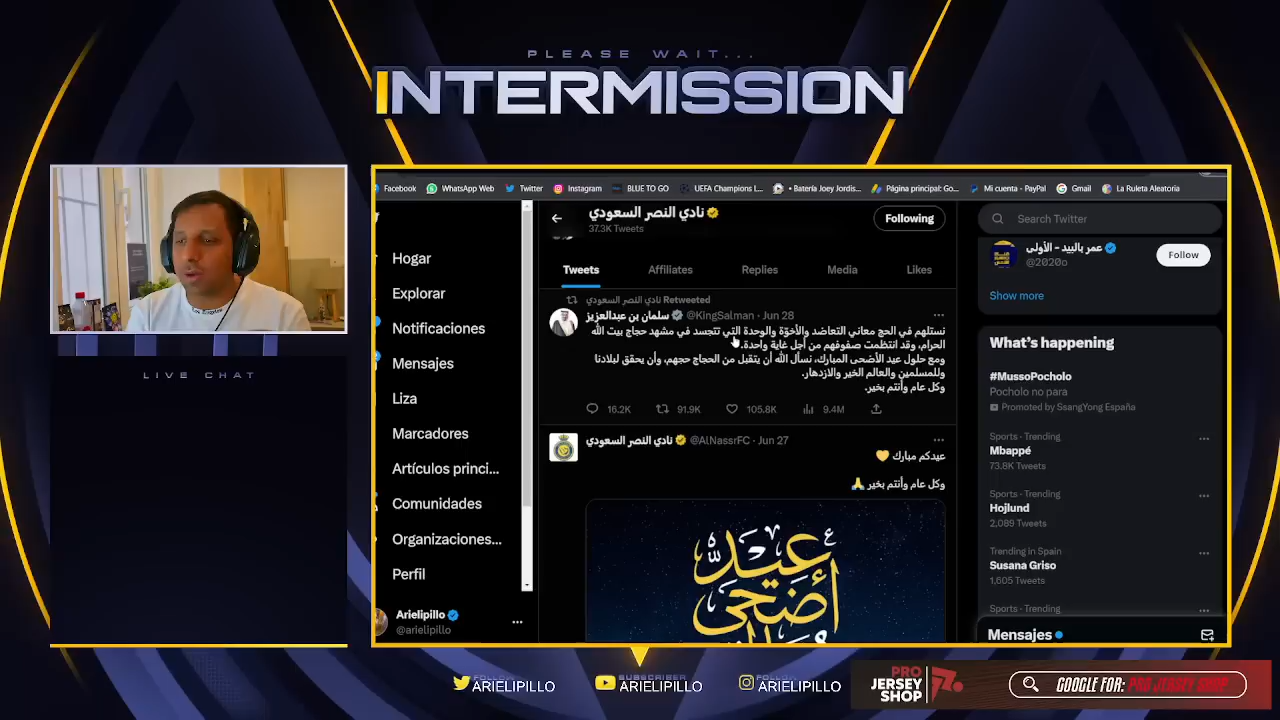 PLEASE WAIT...
INTERMISSION
Facebook WhatsApp Web Twitter Instagram BLUE TO GO UEFA Champions L... • Batería Joey Jordis... Página principal: Go... Mi cuenta - PayPal Gmail La Ruleta Aleatoria
نادي النصر السعودي
37.3K Tweets
Following
Search Twitter
Tweets Affiliates Replies Media Likes
عمر بالبيد - الأولى
@2020o
Follow
Show more
Hogar
Explorar
Notificaciones
Mensajes
Liza
Marcadores
Artículos princi...
Comunidades
Organizaciones...
Perfil
Arielipillo
@arielipillo
نادي النصر السعودي Retweeted
سلمان بن عبدالعزيز @KingSalman · Jun 28
نستلهم في الحج معاني التعاضد والأخوّة والوحدة التي تتجسد في مشهد حجاج بيت الله
الحرام، وقد انتظمت صفوفهم من أجل غاية واحدة.
ومع حلول عيد الأضحى المبارك، نسأل الله أن يتقبل من الحجاج حجهم، وأن يحقق لبلادنا
وللمسلمين والعالم الخير والازدهار.
وكل عام وأنتم بخير.
16.2K 91.9K 105.8K 9.4M
نادي النصر السعودي @AlNassrFC · Jun 27
عيدكم مبارك 💛
وكل عام وأنتم بخير 🙏
عيد
أضحى
What's happening
#MussoPocholo
Pocholo no para
Promoted by SsangYong España
Sports · Trending
Mbappé
73.8K Tweets
Sports · Trending
Hojlund
2,089 Tweets
Trending in Spain
Susana Griso
1,605 Tweets
Sports · Trending
Mensajes
LIVE CHAT
FOLLOW
ARIELIPILLO
SUBSCRIBER
ARIELIPILLO
FOLLOW
ARIELIPILLO
PRO
JERSEY
SHOP
GOOGLE FOR: PRO JERSEY SHOP